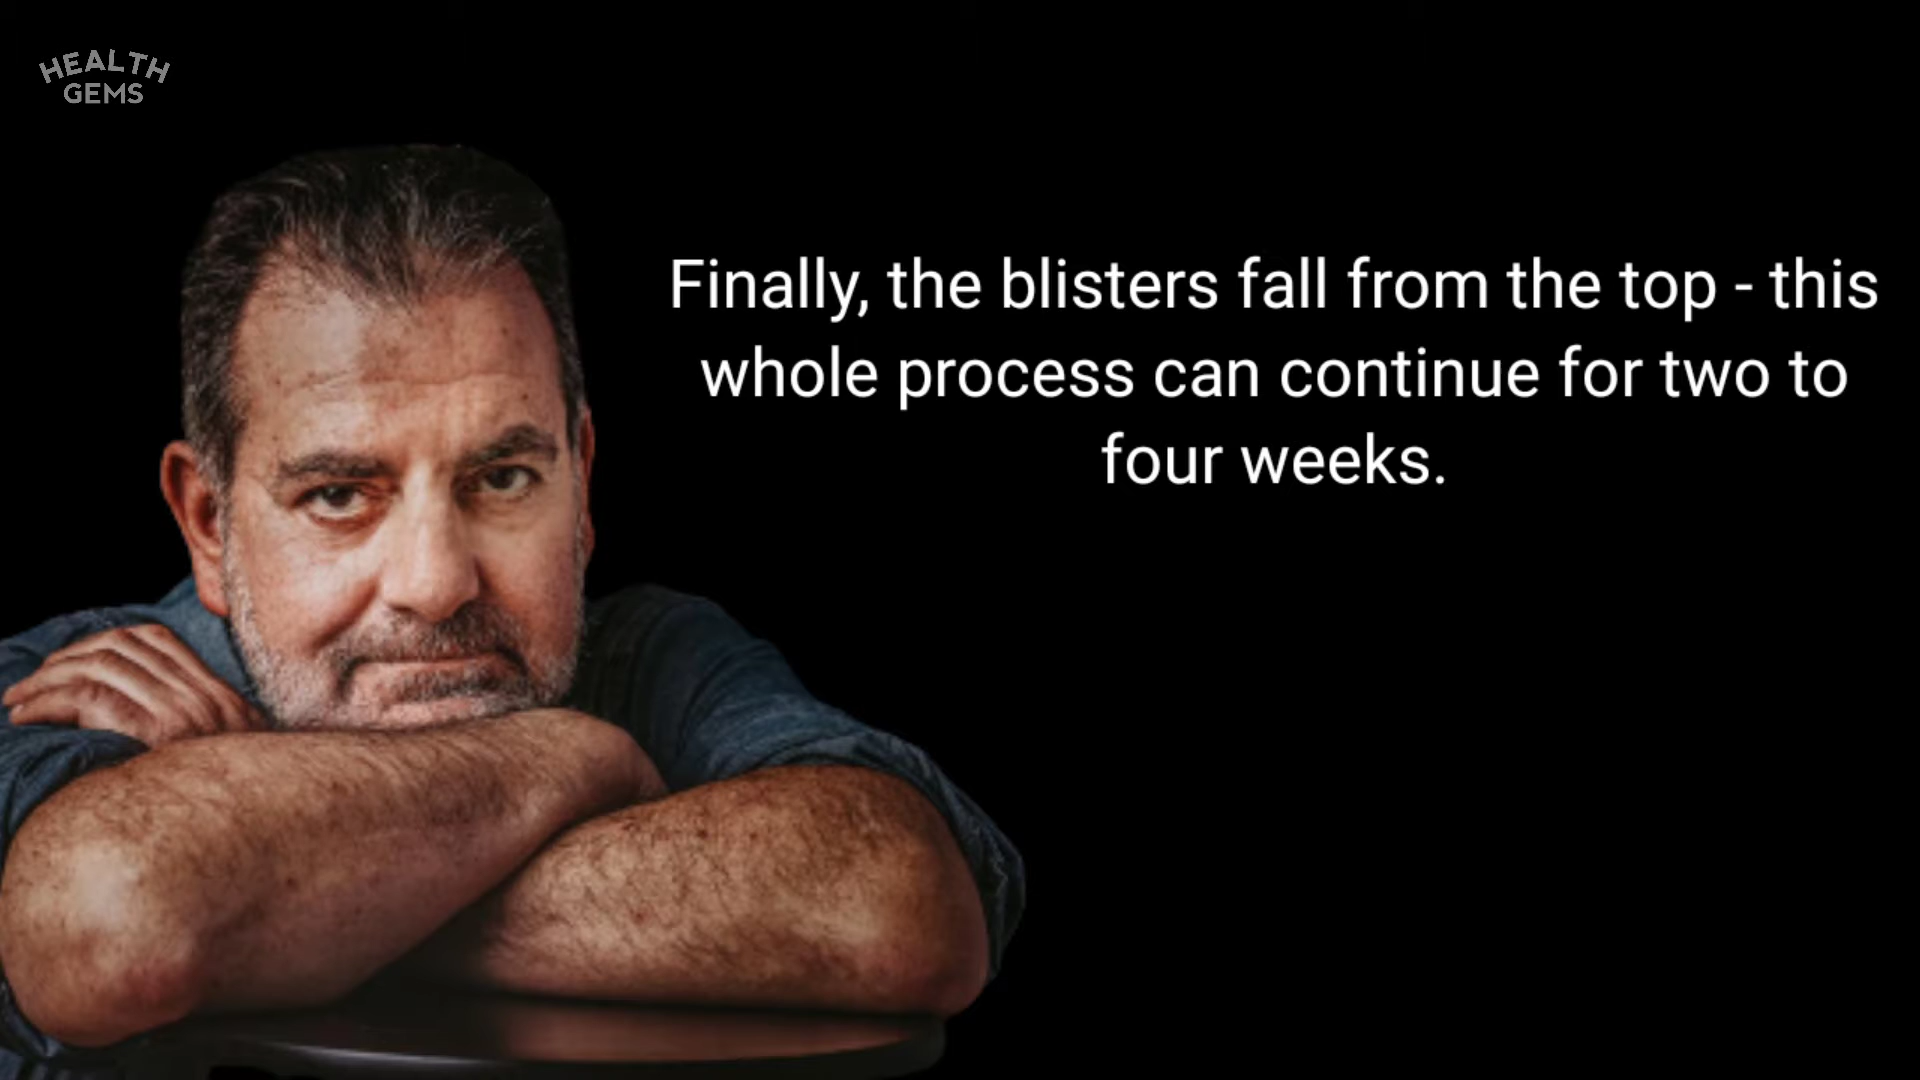 HEALTH
GEMS
Finally, the blisters fall from the top - this
whole process can continue for two to
four weeks.